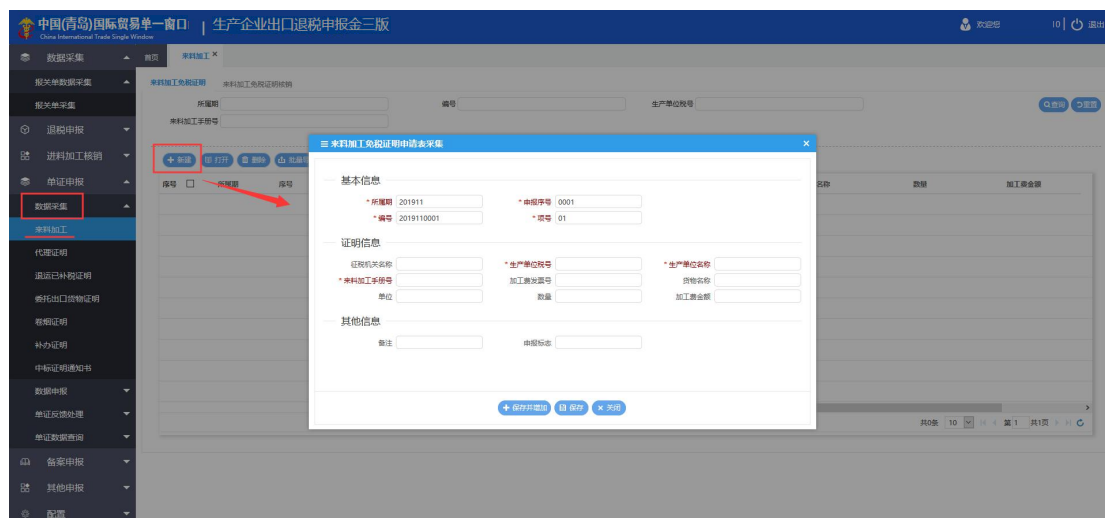 中国(青岛)国际贸易单一窗口 | 生产企业出口退税申报金三版
China International Trade Single Window
欢迎您
退出
数据采集
首页
来料加工 ×
报关单数据采集
来料加工免税证明
来料加工免税证明核销
报关单采集
所属期
编号
生产单位税号
查询
重置
来料加工手册号
退税申报
进料加工核销
+ 新建
打开
删除
单证申报
序号
所属期
序号
数量
加工费金额
数据采集
来料加工
代理证明
退运已补税证明
委托出口货物证明
卷烟证明
补办证明
中标证明通知书
数据申报
单证反馈处理
单证数据查询
备案申报
其他申报
配置
来料加工免税证明申请表采集
×
基本信息
*所属期 201911
*申报序号 0001
*编号 2019110001
*项号 01
证明信息
征税机关名称
*生产单位税号
*生产单位名称
*来料加工手册号
加工费发票号
货物名称
单位
数量
加工费金额
其他信息
备注
申报标志
+ 保存并增加
保存
× 关闭
共0条 10 第 1 共1页